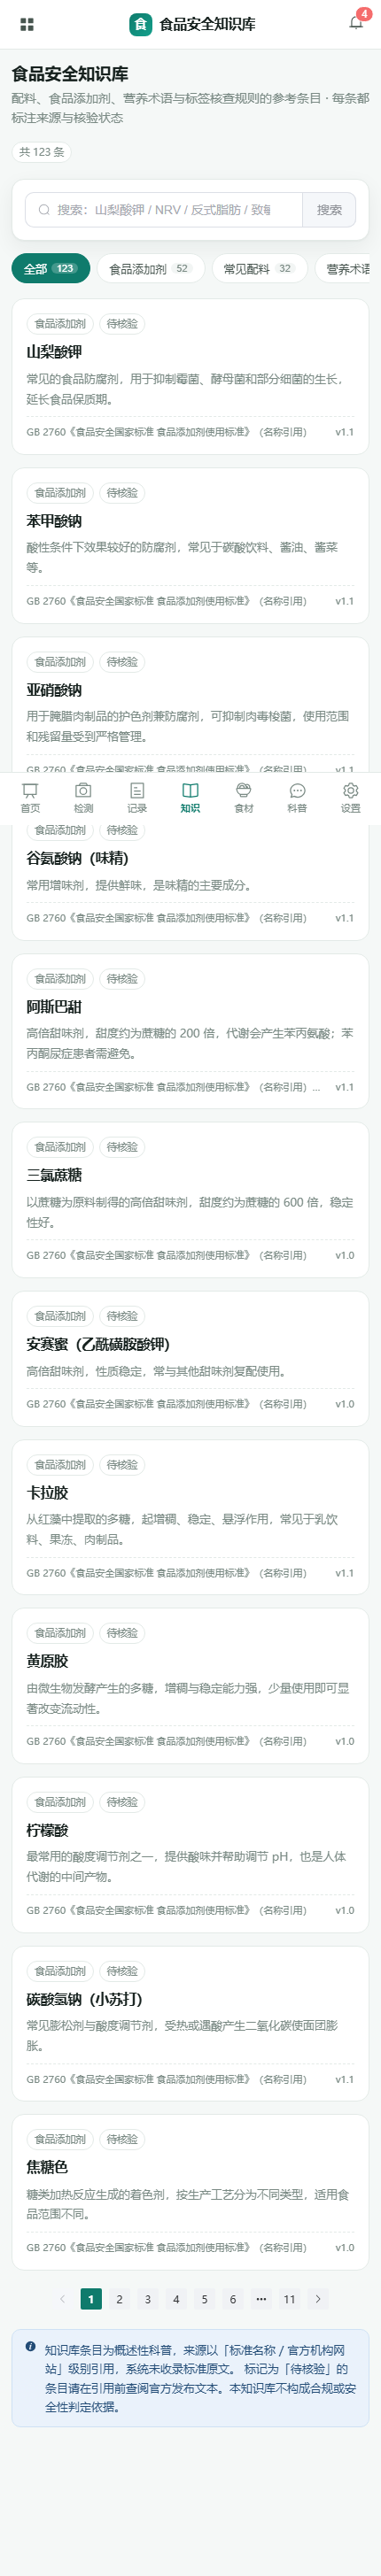 食 食品安全知识库
4
食品安全知识库
配料、食品添加剂、营养术语与标签核查规则的参考条目 · 每条都
标注来源与核验状态
共 123 条
搜索：山梨酸钾 / NRV / 反式脂肪 / 致敏
搜索
全部 123
食品添加剂 52
常见配料 32
营养术语
食品添加剂 待核验
山梨酸钾
常见的食品防腐剂，用于抑制霉菌、酵母菌和部分细菌的生长，
延长食品保质期。
GB 2760《食品安全国家标准 食品添加剂使用标准》（名称引用） v1.1
食品添加剂 待核验
苯甲酸钠
酸性条件下效果较好的防腐剂，常见于碳酸饮料、酱油、酱菜
等。
GB 2760《食品安全国家标准 食品添加剂使用标准》（名称引用） v1.1
食品添加剂 待核验
亚硝酸钠
用于腌腊肉制品的护色剂兼防腐剂，可抑制肉毒梭菌，使用范围
和残留量受到严格管理。
GB 2760《食品安全国家标准 食品添加剂使用标准》（名称引用） v1.1
首页 检测 记录 知识 食材 科普 设置
食品添加剂 待核验
谷氨酸钠（味精）
常用增味剂，提供鲜味，是味精的主要成分。
GB 2760《食品安全国家标准 食品添加剂使用标准》（名称引用） v1.1
食品添加剂 待核验
阿斯巴甜
高倍甜味剂，甜度约为蔗糖的 200 倍，代谢会产生苯丙氨酸；苯
丙酮尿症患者需避免。
GB 2760《食品安全国家标准 食品添加剂使用标准》（名称引用）... v1.1
食品添加剂 待核验
三氯蔗糖
以蔗糖为原料制得的高倍甜味剂，甜度约为蔗糖的 600 倍，稳定
性好。
GB 2760《食品安全国家标准 食品添加剂使用标准》（名称引用） v1.0
食品添加剂 待核验
安赛蜜（乙酰磺胺酸钾）
高倍甜味剂，性质稳定，常与其他甜味剂复配使用。
GB 2760《食品安全国家标准 食品添加剂使用标准》（名称引用） v1.0
食品添加剂 待核验
卡拉胶
从红藻中提取的多糖，起增稠、稳定、悬浮作用，常见于乳饮
料、果冻、肉制品。
GB 2760《食品安全国家标准 食品添加剂使用标准》（名称引用） v1.1
食品添加剂 待核验
黄原胶
由微生物发酵产生的多糖，增稠与稳定能力强，少量使用即可显
著改变流动性。
GB 2760《食品安全国家标准 食品添加剂使用标准》（名称引用） v1.0
食品添加剂 待核验
柠檬酸
最常用的酸度调节剂之一，提供酸味并帮助调节 pH，也是人体
代谢的中间产物。
GB 2760《食品安全国家标准 食品添加剂使用标准》（名称引用） v1.0
食品添加剂 待核验
碳酸氢钠（小苏打）
常见膨松剂与酸度调节剂，受热或遇酸产生二氧化碳使面团膨
胀。
GB 2760《食品安全国家标准 食品添加剂使用标准》（名称引用） v1.1
食品添加剂 待核验
焦糖色
糖类加热反应生成的着色剂，按生产工艺分为不同类型，适用食
品范围不同。
GB 2760《食品安全国家标准 食品添加剂使用标准》（名称引用） v1.0
1 2 3 4 5 6 ••• 11
知识库条目为概述性科普，来源以「标准名称 / 官方机构网
站」级别引用，系统未收录标准原文。 标记为「待核验」的
条目请在引用前查阅官方发布文本。本知识库不构成合规或安
全性判定依据。